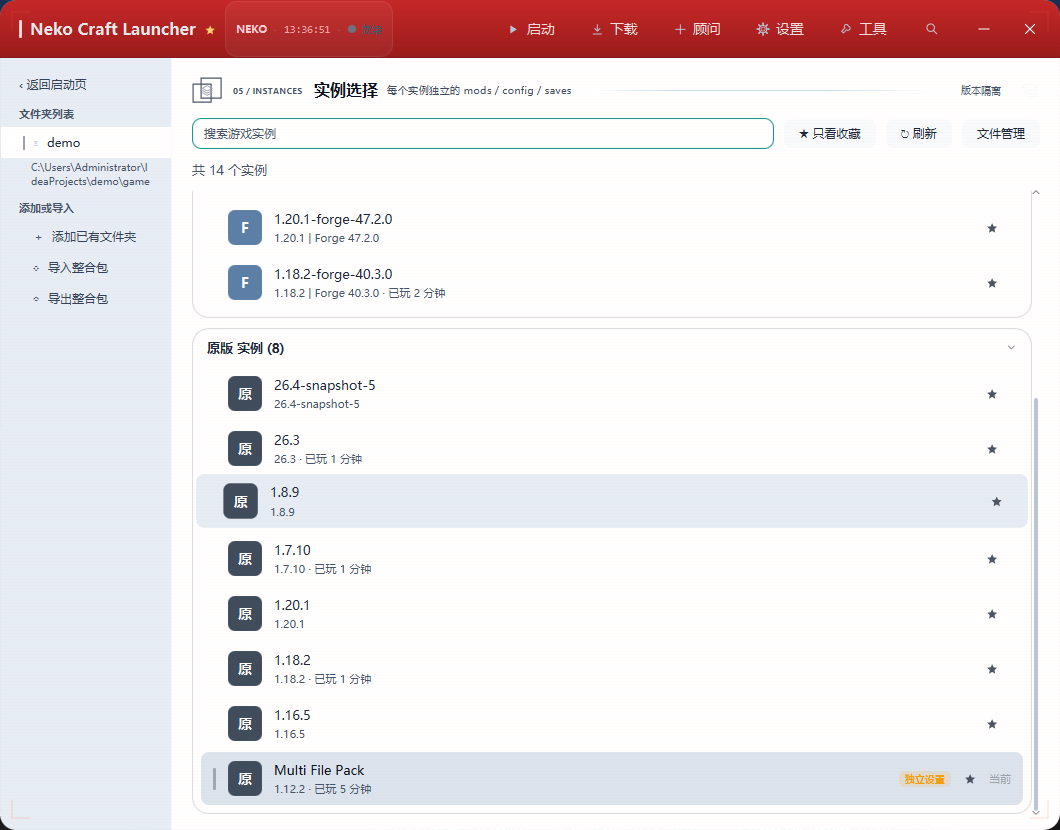 Neko Craft Launcher ★ NEKO 13:36:51 启动 下载 顾问 设置 工具
‹ 返回启动页
文件夹列表
demo
C:\Users\Administrator\I
deaProjects\demo\game
添加或导入
+ 添加已有文件夹
导入整合包
导出整合包
05 / INSTANCES 实例选择 每个实例独立的 mods / config / saves 版本隔离
搜索游戏实例 ★ 只看收藏 ↻ 刷新 文件管理
共 14 个实例
F 1.20.1-forge-47.2.0 ★
1.20.1 | Forge 47.2.0
F 1.18.2-forge-40.3.0 ★
1.18.2 | Forge 40.3.0 · 已玩 2 分钟
原版 实例 (8)
原 26.4-snapshot-5 ★
26.4-snapshot-5
原 26.3 ★
26.3 · 已玩 1 分钟
原 1.8.9 ★
1.8.9
原 1.7.10 ★
1.7.10 · 已玩 1 分钟
原 1.20.1 ★
1.20.1
原 1.18.2 ★
1.18.2 · 已玩 1 分钟
原 1.16.5 ★
1.16.5
原 Multi File Pack 独立设置 ★ 当前
1.12.2 · 已玩 5 分钟